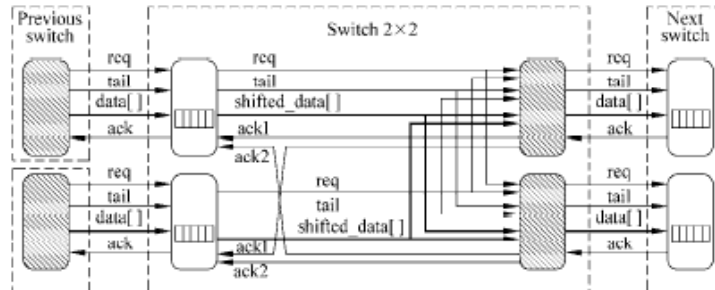 Previous
switch
Switch 2×2
Next
switch
req
tail
data[ ]
ack
req
tail
shifted_data[ ]
ack1
ack2
req
tail
data[ ]
ack
req
tail
data[ ]
ack
req
tail
shifted_data[ ]
ack1
ack2
req
tail
data[ ]
ack